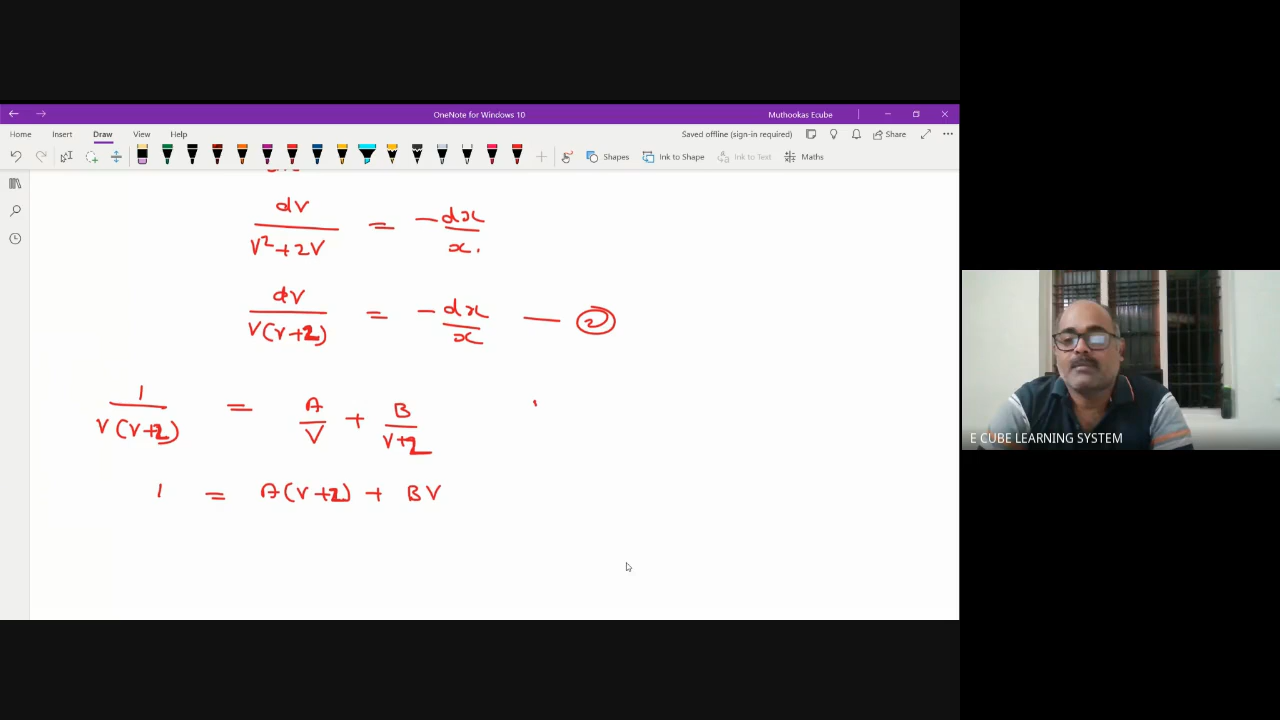 OneNote for Windows 10
Muthookas Ecube
Home Insert Draw View Help
Saved offline (sign-in required)
Share
Shapes
Ink to Shape
Ink to Text
Maths
dv/(v²+2v) = -dx/x.
dv/(v(v+2)) = -dx/x — ②
1/(v(v+2)) = A/v + B/(v+2)
1 = A(v+2) + Bv
E CUBE LEARNING SYSTEM